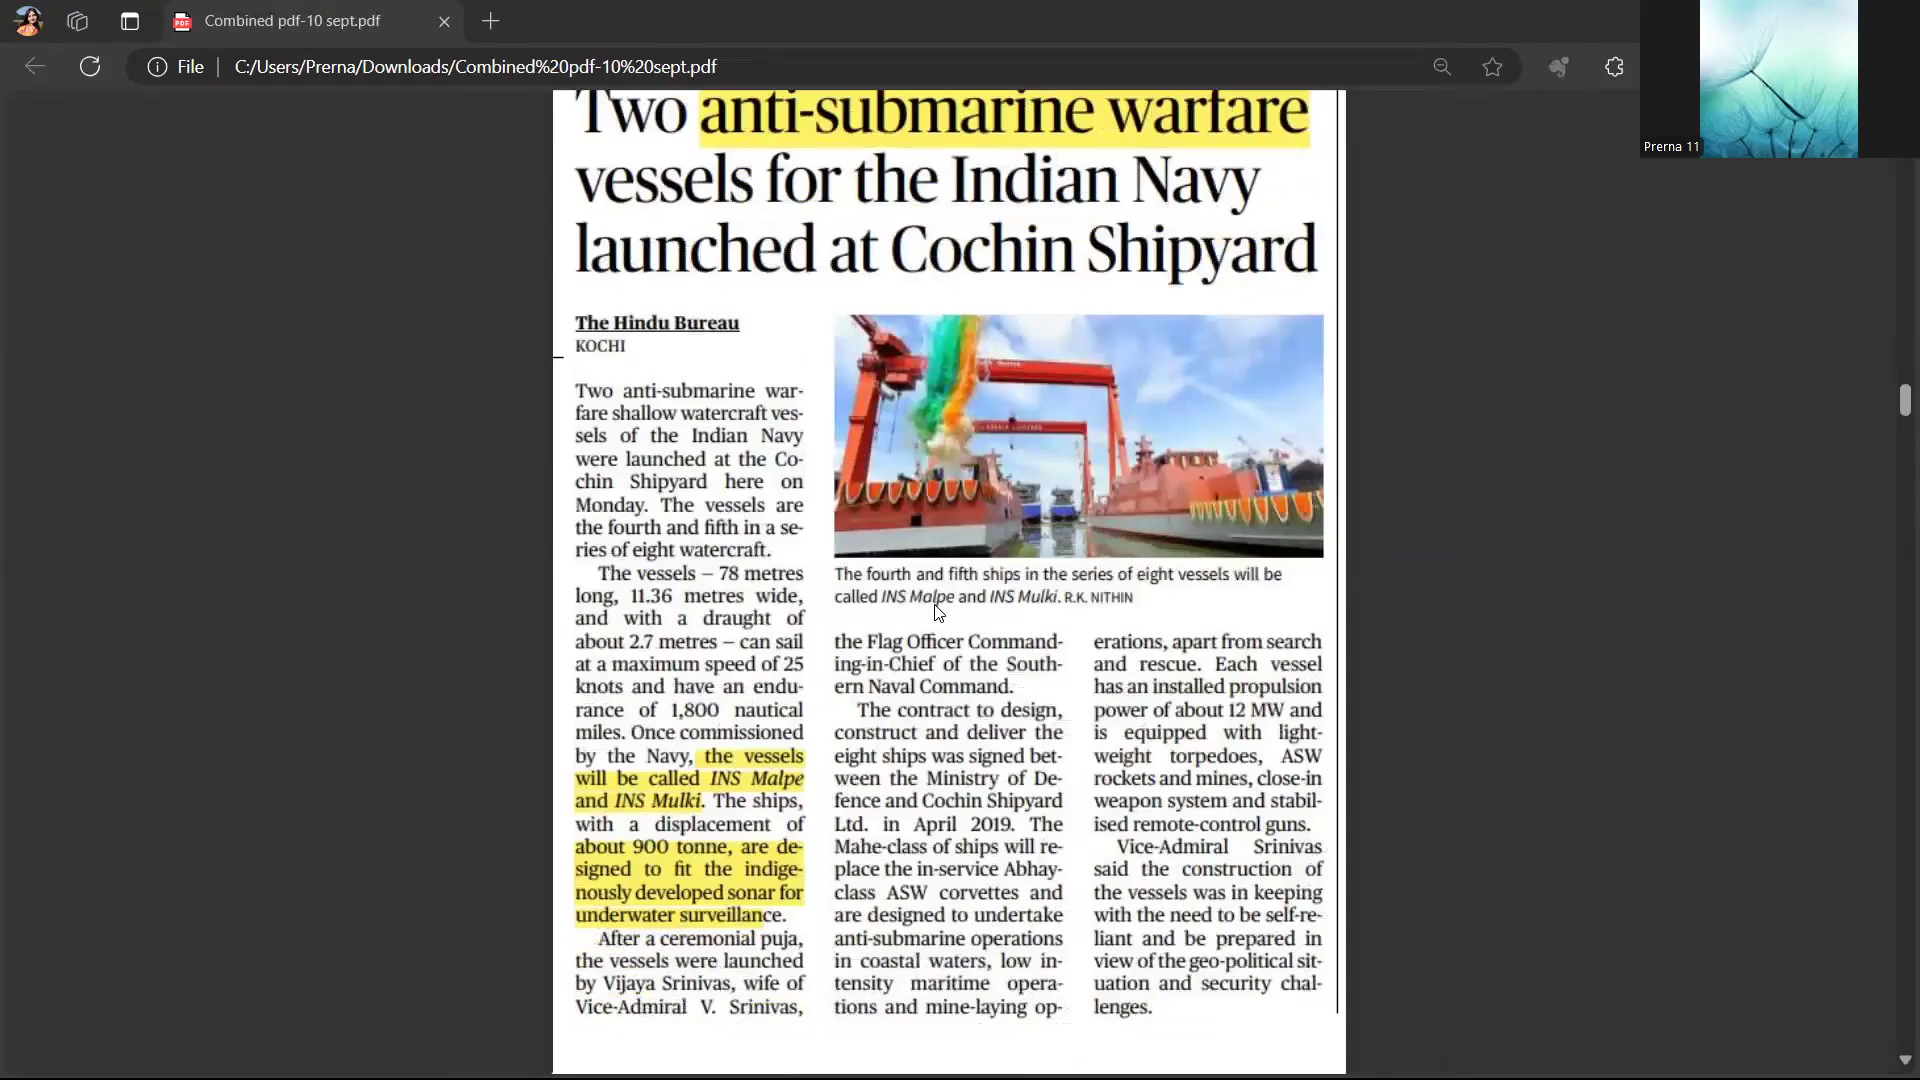 Combined pdf-10 sept.pdf
File
C:/Users/Prerna/Downloads/Combined%20pdf-10%20sept.pdf
Prerna 11
Two anti-submarine warfare
vessels for the Indian Navy
launched at Cochin Shipyard
The Hindu Bureau
KOCHI
Two anti-submarine war-
fare shallow watercraft ves-
sels of the Indian Navy
were launched at the Co-
chin Shipyard here on
Monday. The vessels are
the fourth and fifth in a se-
ries of eight watercraft.
The vessels – 78 metres
long, 11.36 metres wide,
and with a draught of
about 2.7 metres – can sail
at a maximum speed of 25
knots and have an endu-
rance of 1,800 nautical
miles. Once commissioned
by the Navy, the vessels
will be called INS Malpe
and INS Mulki. The ships,
with a displacement of
about 900 tonne, are de-
signed to fit the indige-
nously developed sonar for
underwater surveillance.
After a ceremonial puja,
the vessels were launched
by Vijaya Srinivas, wife of
Vice-Admiral V. Srinivas,
The fourth and fifth ships in the series of eight vessels will be
called INS Malpe and INS Mulki. R.K. NITHIN
the Flag Officer Command-
ing-in-Chief of the South-
ern Naval Command.
The contract to design,
construct and deliver the
eight ships was signed bet-
ween the Ministry of De-
fence and Cochin Shipyard
Ltd. in April 2019. The
Mahe-class of ships will re-
place the in-service Abhay-
class ASW corvettes and
are designed to undertake
anti-submarine operations
in coastal waters, low in-
tensity maritime opera-
tions and mine-laying op-
erations, apart from search
and rescue. Each vessel
has an installed propulsion
power of about 12 MW and
is equipped with light-
weight torpedoes, ASW
rockets and mines, close-in
weapon system and stabil-
ised remote-control guns.
Vice-Admiral Srinivas
said the construction of
the vessels was in keeping
with the need to be self-re-
liant and be prepared in
view of the geo-political sit-
uation and security chal-
lenges.